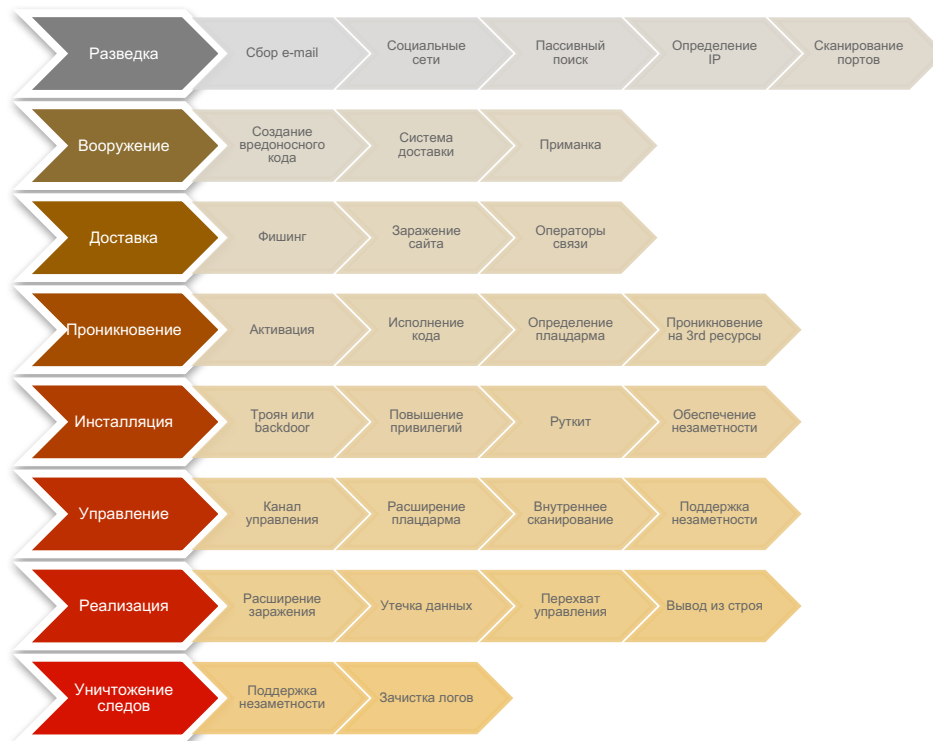 Разведка
Сбор e-mail
Социальные
сети
Пассивный
поиск
Определение
IP
Сканирование
портов
Вооружение
Создание
вредоносного
кода
Система
доставки
Приманка
Доставка
Фишинг
Заражение
сайта
Операторы
связи
Проникновение
Активация
Исполнение
кода
Определение
плацдарма
Проникновение
на 3rd ресурсы
Инсталляция
Троян или
backdoor
Повышение
привилегий
Руткит
Обеспечение
незаметности
Управление
Канал
управления
Расширение
плацдарма
Внутреннее
сканирование
Поддержка
незаметности
Реализация
Расширение
заражения
Утечка данных
Перехват
управления
Вывод из строя
Уничтожение
следов
Поддержка
незаметности
Зачистка логов